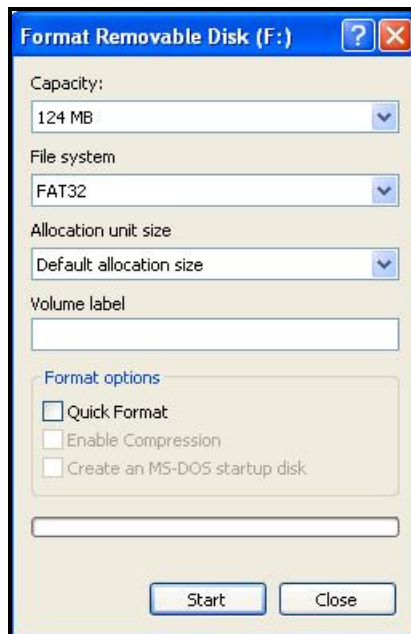 Format Removable Disk (F:)
?
Capacity:
124 MB
File system
FAT32
Allocation unit size
Default allocation size
Volume label
Format options
Quick Format
Enable Compression
Create an MS-DOS startup disk
Start
Close